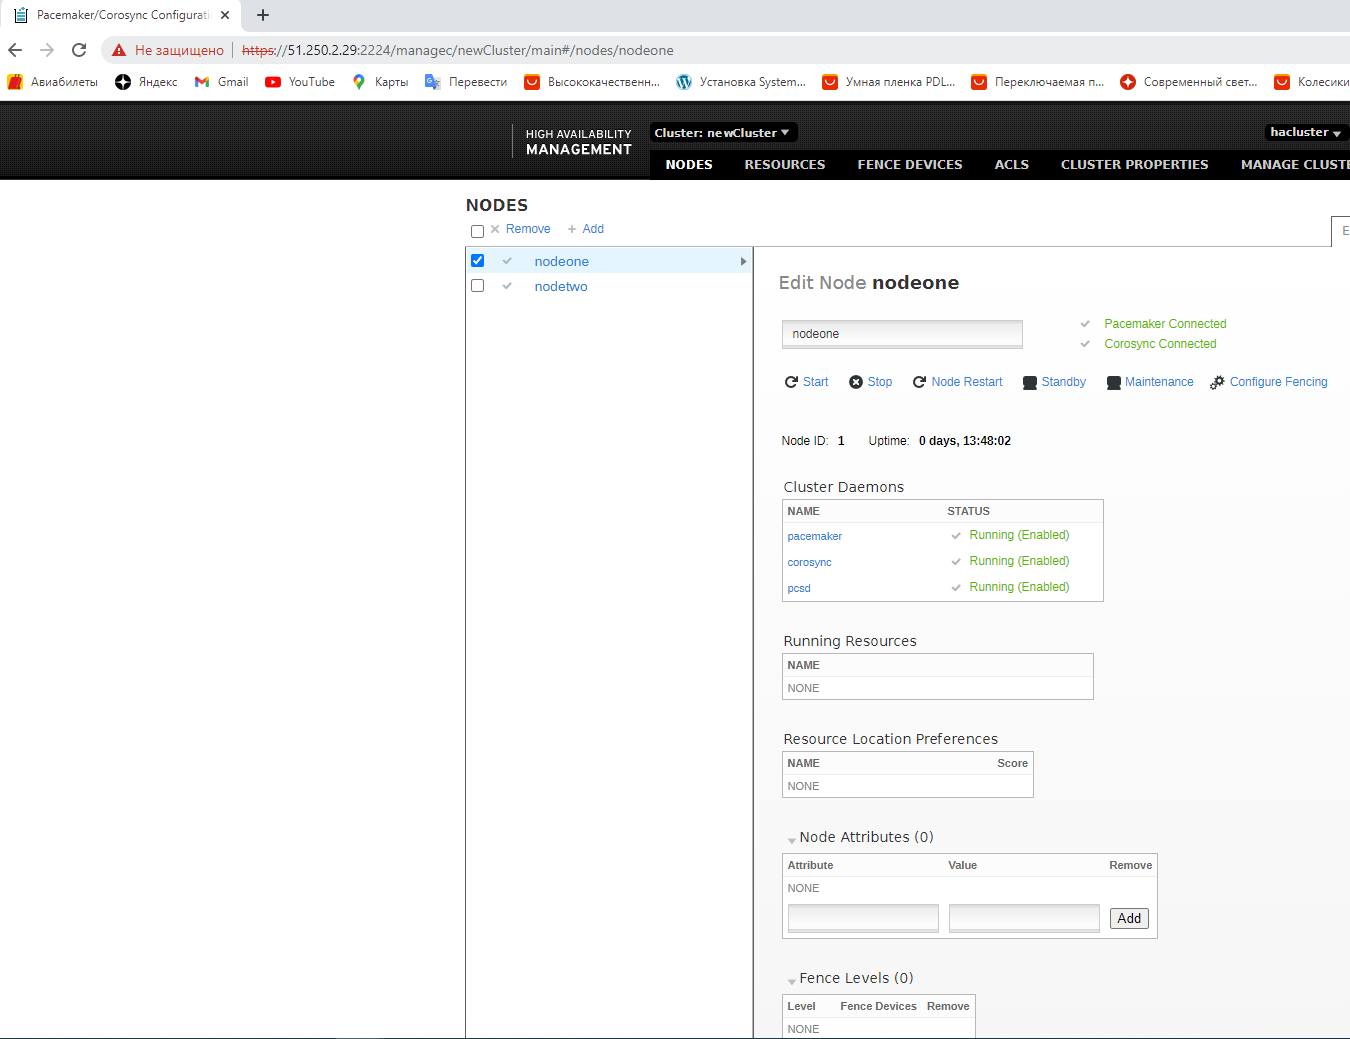 Pacemaker/Corosync Configurati
Не защищено https://51.250.2.29:2224/managec/newCluster/main#/nodes/nodeone
Авиабилеты Яндекс Gmail YouTube Карты Перевести Высококачественн... Установка System... Умная пленка PDL... Переключаемая п... Современный свет... Колесики
HIGH AVAILABILITY
MANAGEMENT
Cluster: newCluster hacluster
NODES RESOURCES FENCE DEVICES ACLS CLUSTER PROPERTIES MANAGE CLUST
NODES
Remove + Add
E
nodeone
nodetwo
Edit Node nodeone
nodeone
Pacemaker Connected
Corosync Connected
Start Stop Node Restart Standby Maintenance Configure Fencing
Node ID: 1 Uptime: 0 days, 13:48:02
Cluster Daemons
NAME STATUS
pacemaker Running (Enabled)
corosync Running (Enabled)
pcsd Running (Enabled)
Running Resources
NAME
NONE
Resource Location Preferences
NAME Score
NONE
Node Attributes (0)
Attribute Value Remove
NONE
Add
Fence Levels (0)
Level Fence Devices Remove
NONE